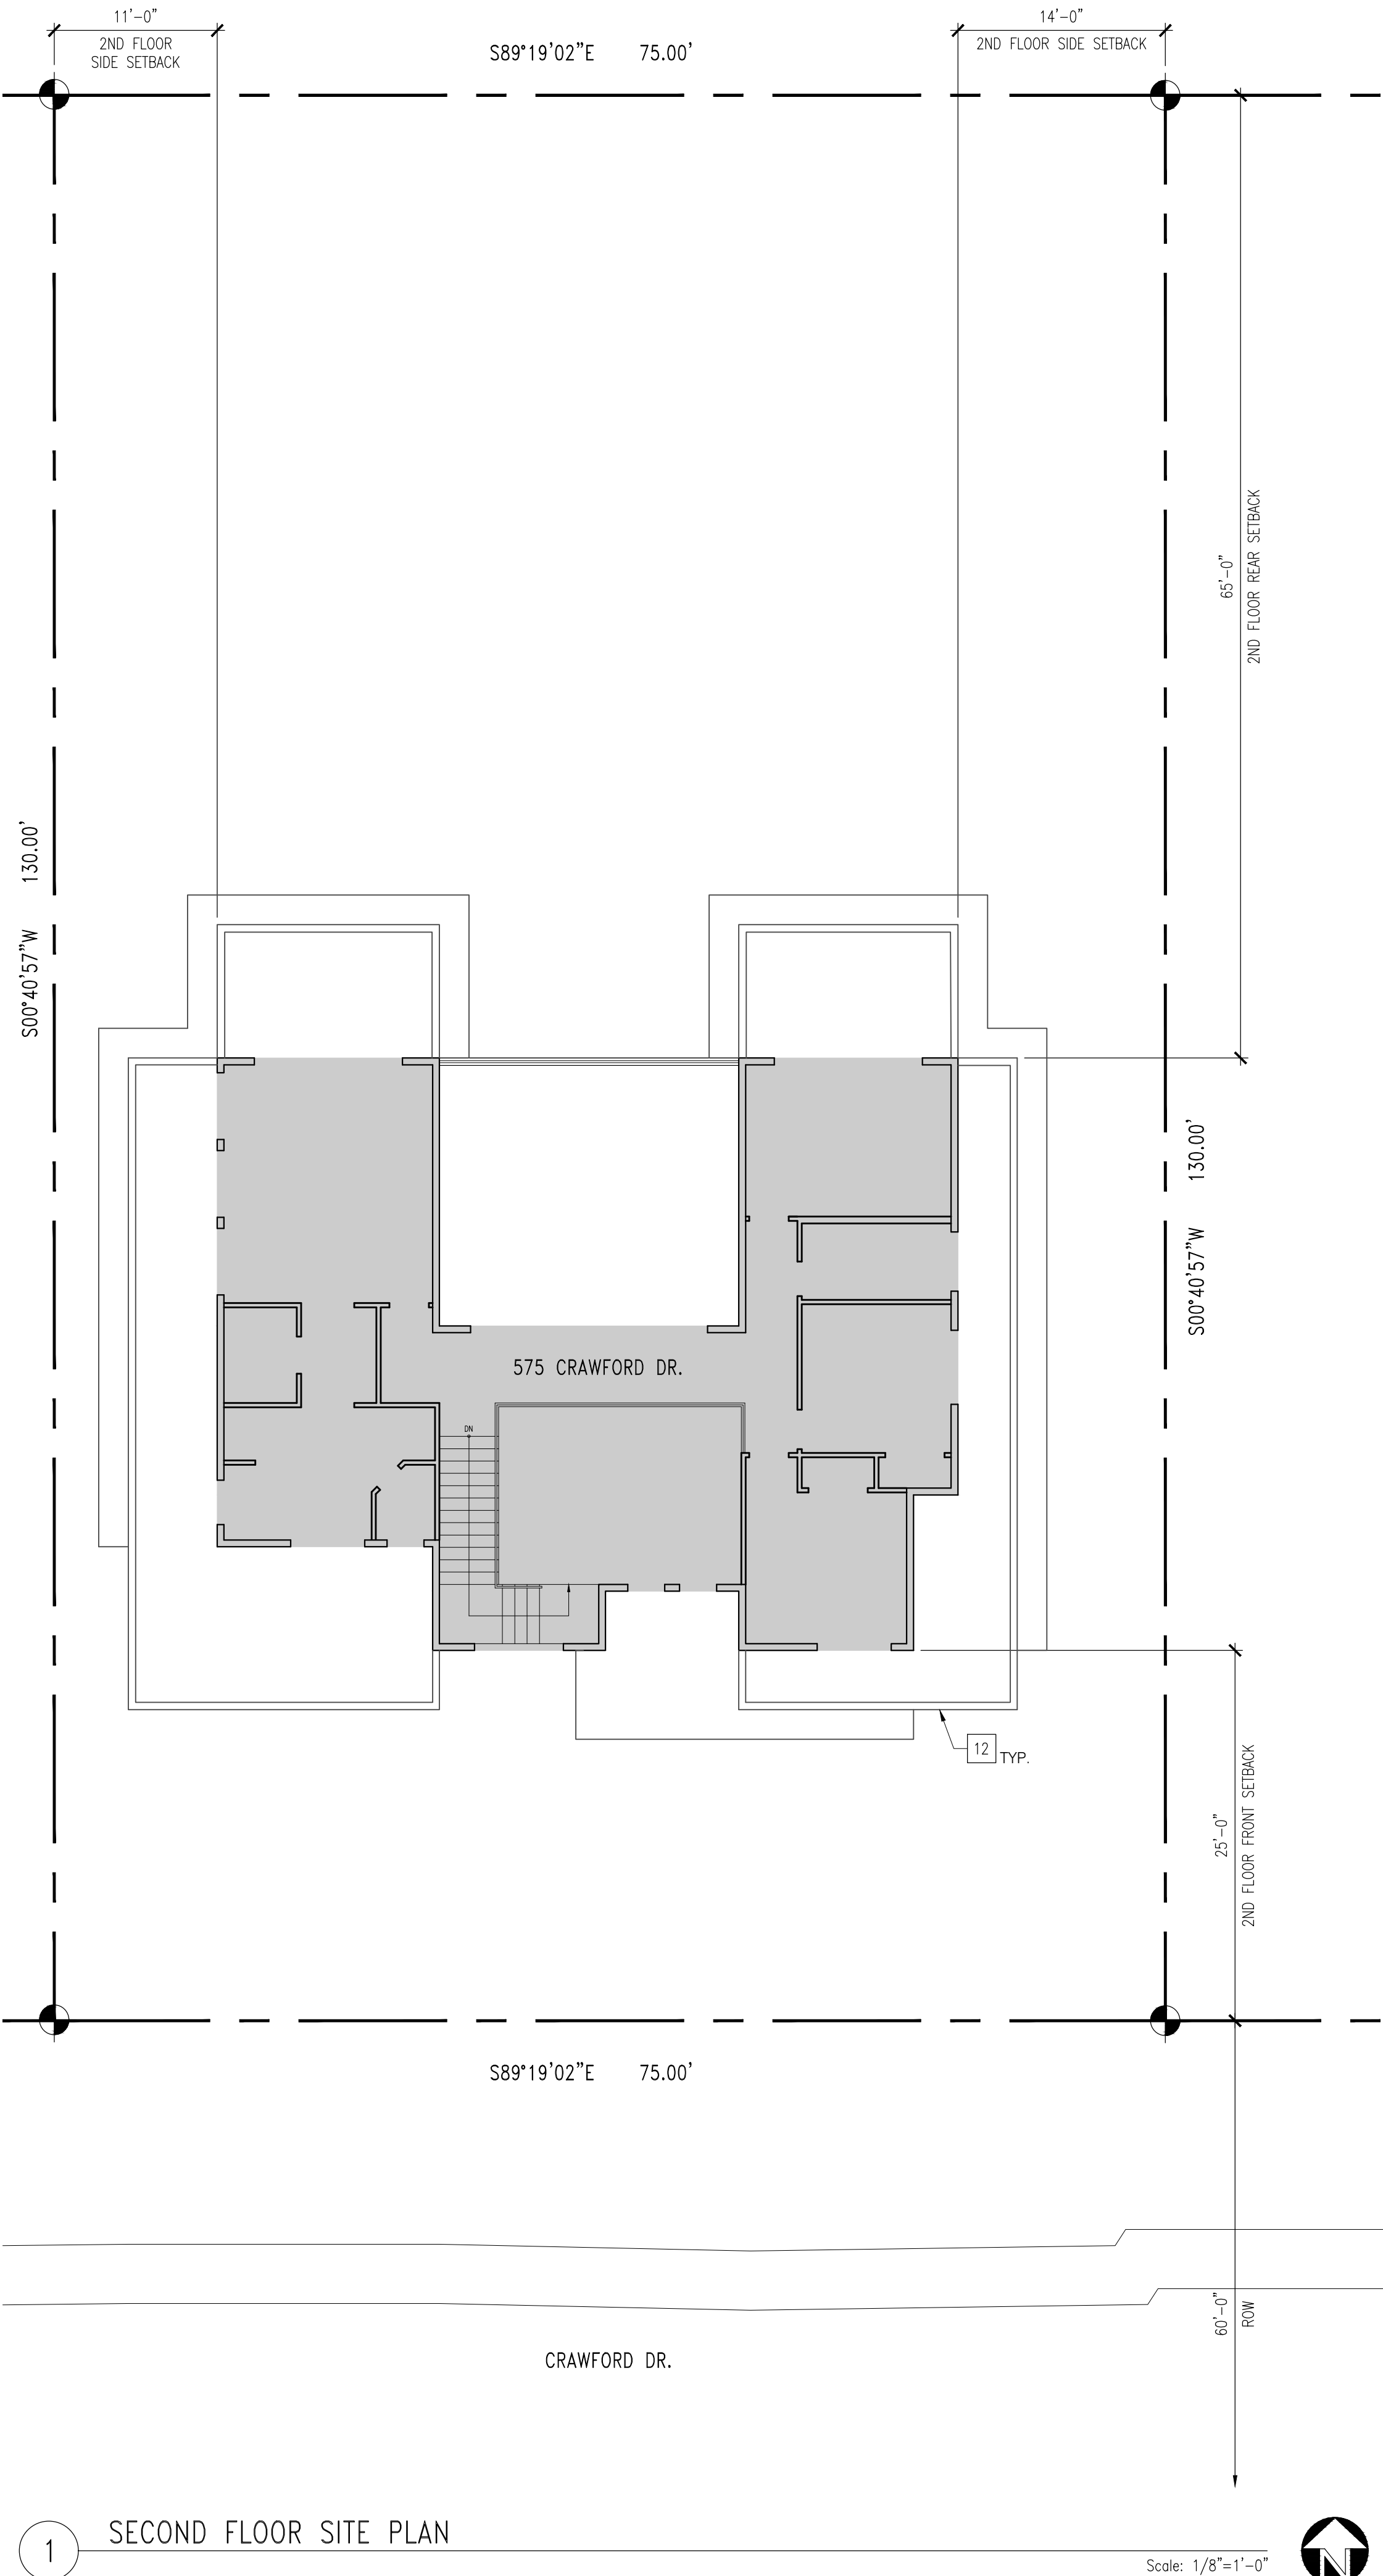 11'-0"
2ND FLOOR
SIDE SETBACK
S89°19'02"E 75.00'
14'-0"
2ND FLOOR SIDE SETBACK
65'-0"
2ND FLOOR REAR SETBACK
S00°40'57"W 130.00'
S00°40'57"W 130.00'
575 CRAWFORD DR.
DN
12
TYP.
25'-0"
2ND FLOOR FRONT SETBACK
S89°19'02"E 75.00'
60'-0"
ROW
CRAWFORD DR.
1
SECOND FLOOR SITE PLAN
Scale: 1/8"=1'-0"
N